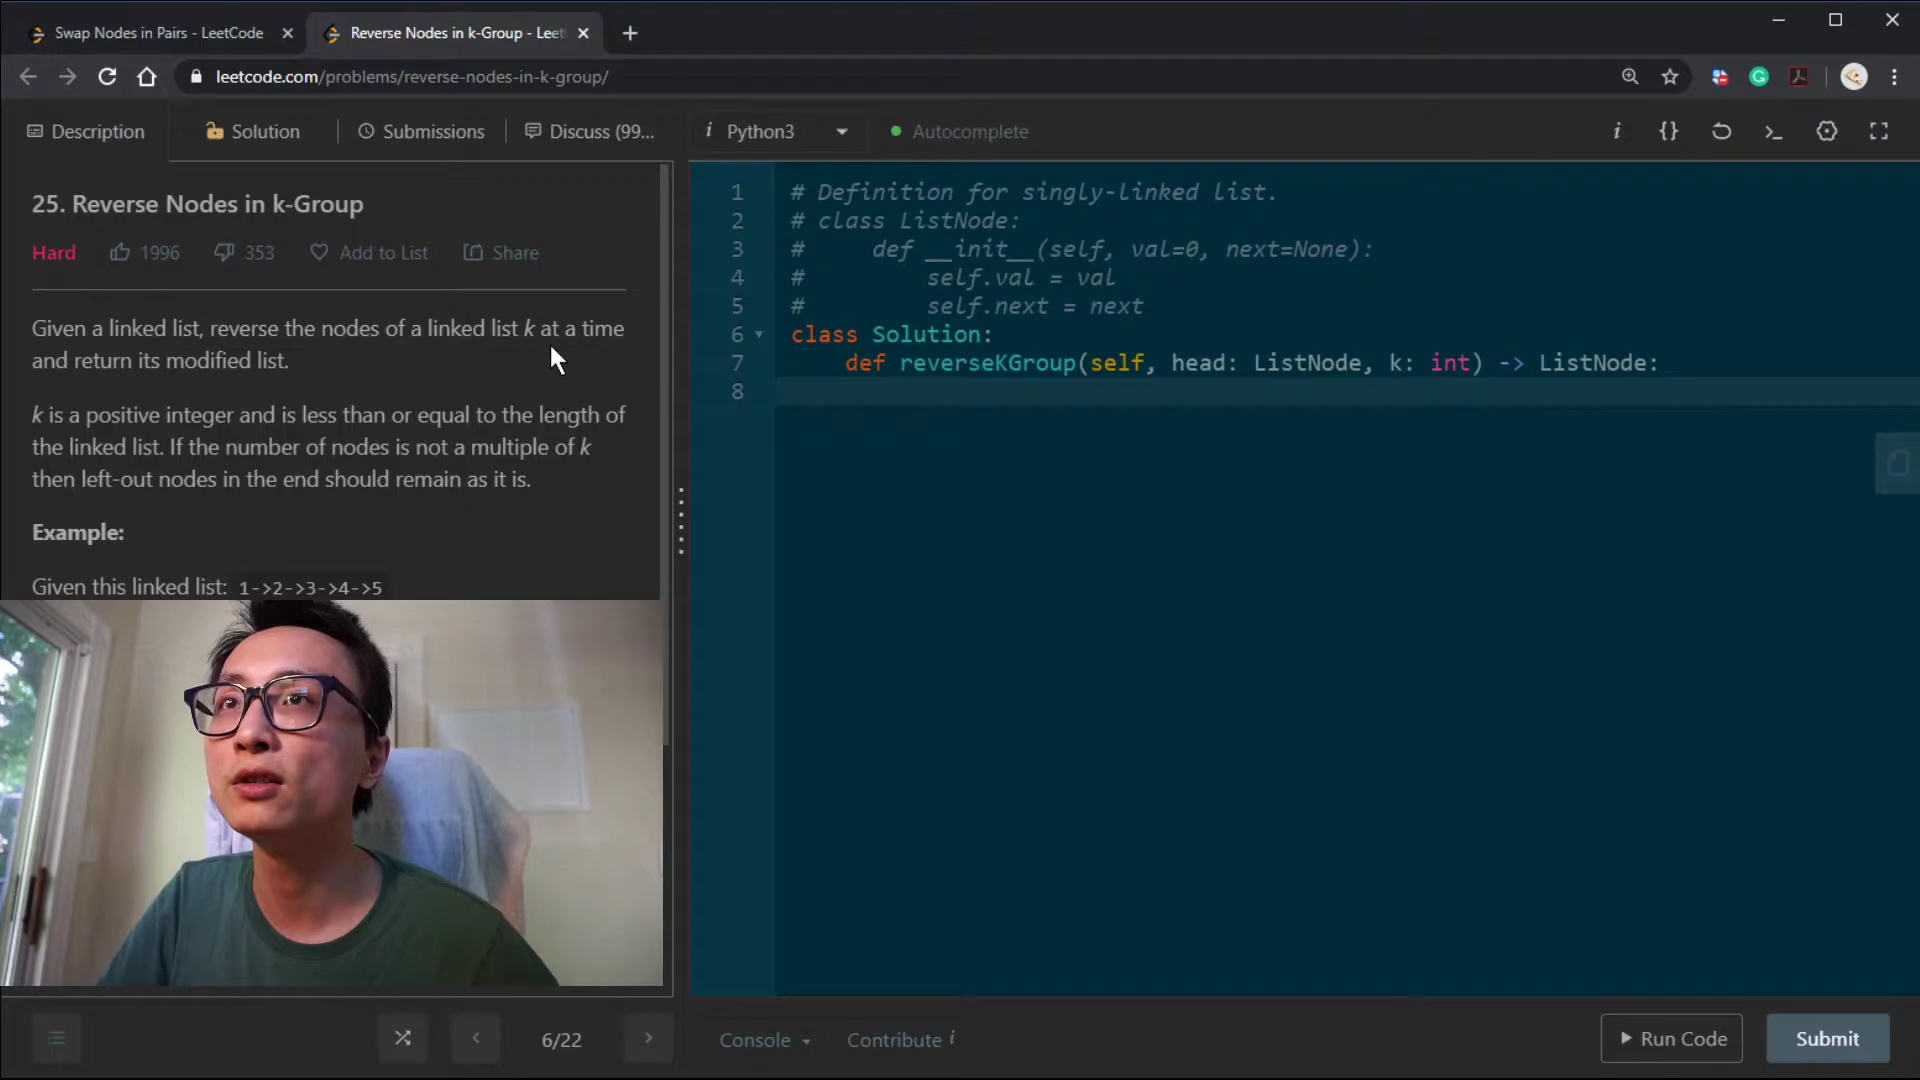 Swap Nodes in Pairs - LeetCode
Reverse Nodes in k-Group - Leet
leetcode.com/problems/reverse-nodes-in-k-group/
Description
Solution
Submissions
Discuss (99...
i Python3
Autocomplete
i {} >_
25. Reverse Nodes in k-Group
Hard 1996 353 Add to List Share
Given a linked list, reverse the nodes of a linked list k at a time
and return its modified list.
k is a positive integer and is less than or equal to the length of
the linked list. If the number of nodes is not a multiple of k
then left-out nodes in the end should remain as it is.
Example:
Given this linked list: 1->2->3->4->5
1 # Definition for singly-linked list.
2 # class ListNode:
3 #     def __init__(self, val=0, next=None):
4 #         self.val = val
5 #         self.next = next
6 class Solution:
7     def reverseKGroup(self, head: ListNode, k: int) -> ListNode:
8
6/22
Console
Contribute i
Run Code
Submit